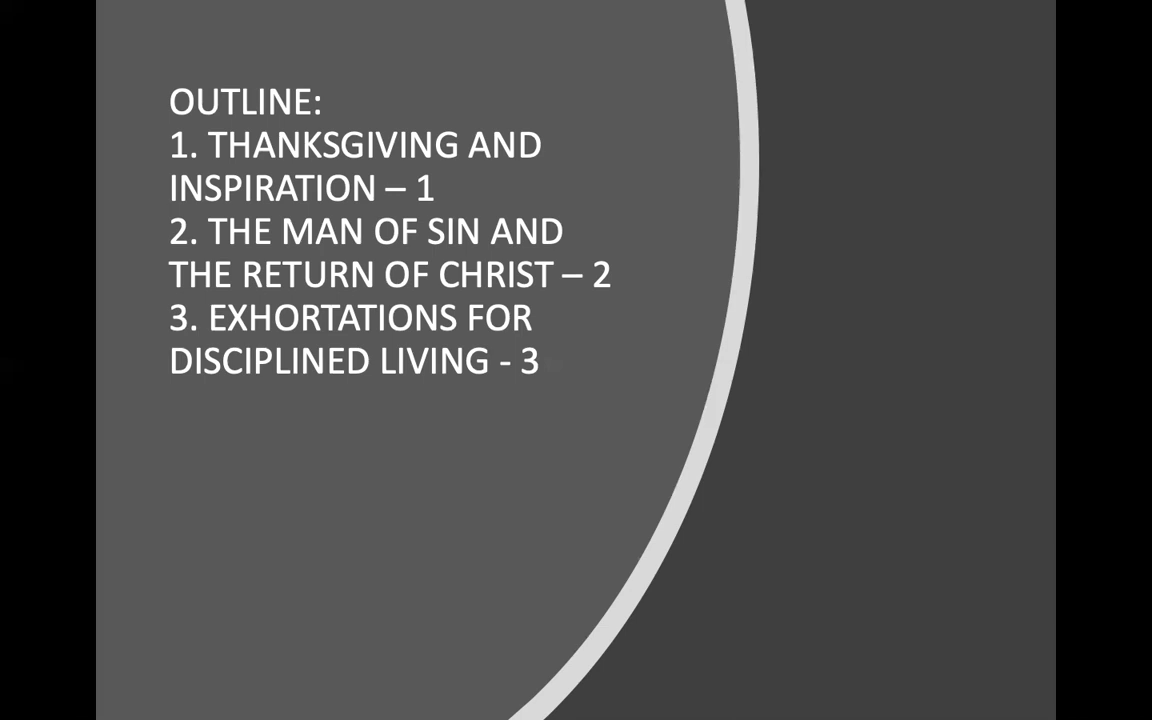 OUTLINE:
1. THANKSGIVING AND
INSPIRATION – 1
2. THE MAN OF SIN AND
THE RETURN OF CHRIST – 2
3. EXHORTATIONS FOR
DISCIPLINED LIVING - 3